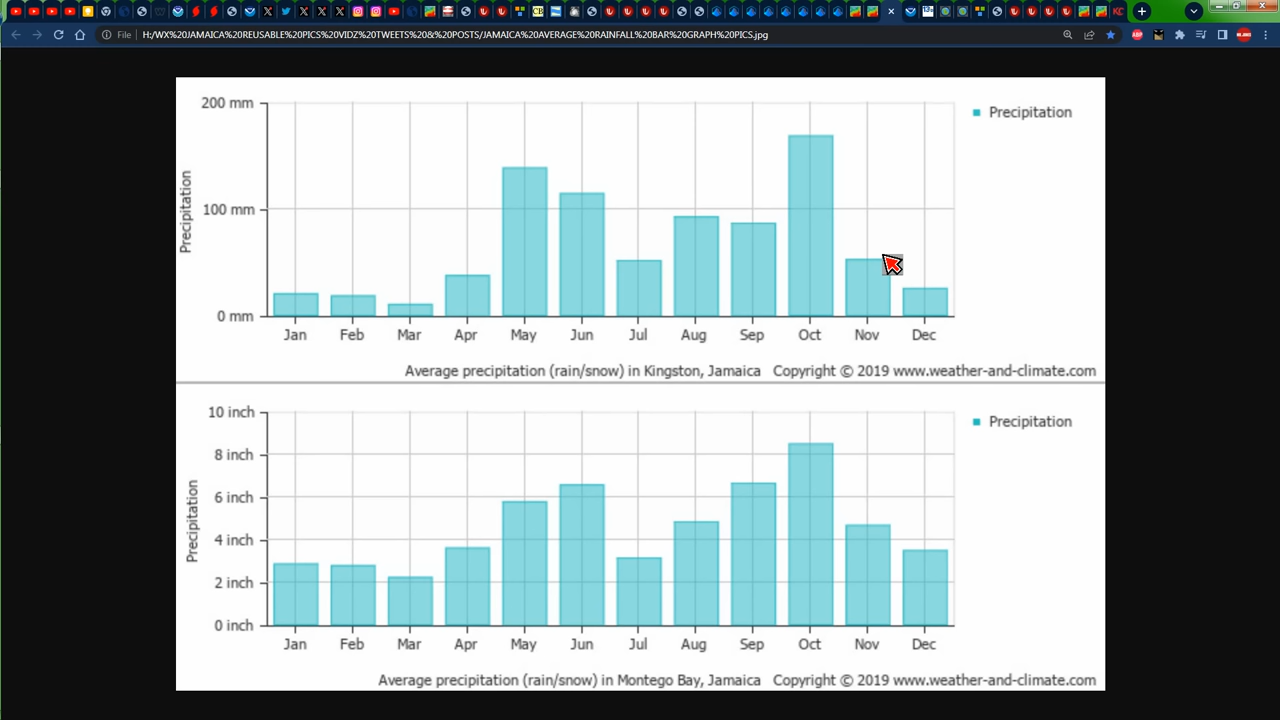 File
H:/WX%20JAMAICA%20REUSABLE%20PICS%20VIDZ%20TWEETS%20&%20POSTS/JAMAICA%20AVERAGE%20RAINFALL%20BAR%20GRAPH%20PICS.jpg
200 mm
100 mm
0 mm
Precipitation
Precipitation
Jan Feb Mar Apr May Jun Jul Aug Sep Oct Nov Dec
Average precipitation (rain/snow) in Kingston, Jamaica Copyright © 2019 www.weather-and-climate.com
10 inch
8 inch
6 inch
4 inch
2 inch
0 inch
Precipitation
Precipitation
Jan Feb Mar Apr May Jun Jul Aug Sep Oct Nov Dec
Average precipitation (rain/snow) in Montego Bay, Jamaica Copyright © 2019 www.weather-and-climate.com